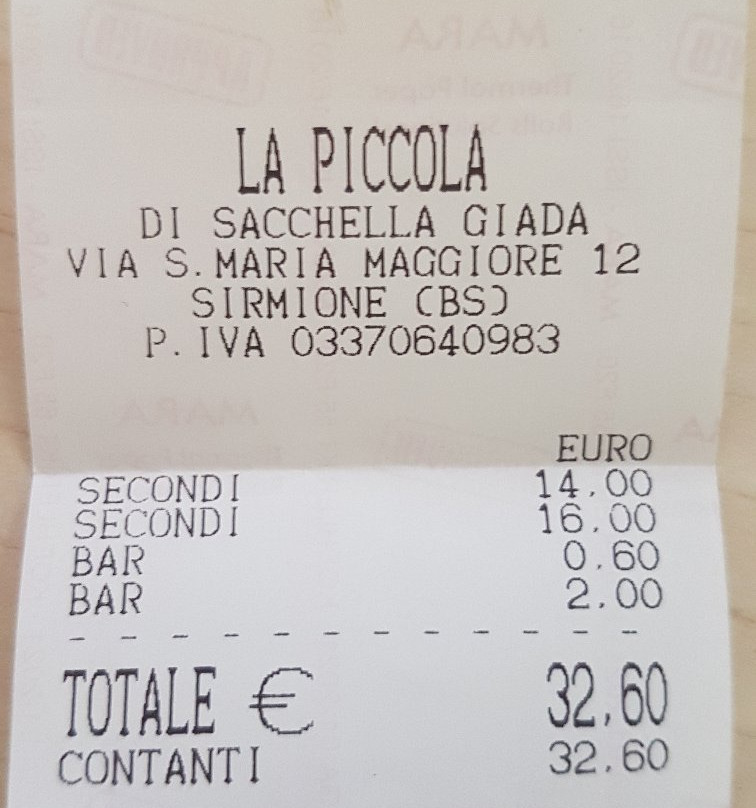 LA PICCOLA
DI SACCHELLA GIADA
VIA S.MARIA MAGGIORE 12
SIRMIONE (BS)
P.IVA 03370640983
EURO
SECONDI 14,00
SECONDI 16,00
BAR 0,60
BAR 2,00
TOTALE € 32,60
CONTANTI 32,60